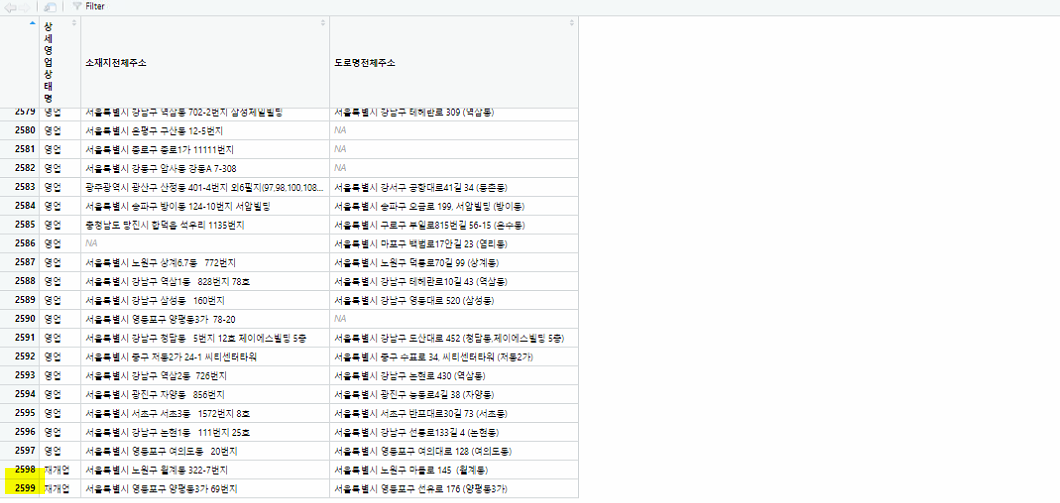 Filter
상
세
영
업
상
태
명
소재지전체주소 도로명전체주소
2579 영업 서울특별시 강남구 역삼동 702-2번지 삼성제일빌딩 서울특별시 강남구 테헤란로 309 (역삼동)
2580 영업 서울특별시 은평구 구산동 12-5번지 NA
2581 영업 서울특별시 종로구 종로1가 11111번지 NA
2582 영업 서울특별시 강동구 암사동 강동A 7-308 NA
2583 영업 광주광역시 광산구 산정동 401-4번지 외6필지(97,98,100,108... 서울특별시 강서구 공항대로41길 34 (등촌동)
2584 영업 서울특별시 송파구 방이동 124-10번지 서암빌딩 서울특별시 송파구 오금로 199, 서암빌딩 (방이동)
2585 영업 충청남도 당진시 합덕읍 석우리 1135번지 서울특별시 구로구 부일로815번길 56-15 (온수동)
2586 영업 NA 서울특별시 마포구 백범로17안길 23 (염리동)
2587 영업 서울특별시 노원구 상계6.7동 772번지 서울특별시 노원구 덕릉로70길 99 (상계동)
2588 영업 서울특별시 강남구 역삼1동 828번지 78호 서울특별시 강남구 테헤란로10길 43 (역삼동)
2589 영업 서울특별시 강남구 삼성동 160번지 서울특별시 강남구 영동대로 520 (삼성동)
2590 영업 서울특별시 영등포구 양평동3가 78-20 NA
2591 영업 서울특별시 강남구 청담동 5번지 12호 제이에스빌딩 5층 서울특별시 강남구 도산대로 452 (청담동,제이에스빌딩 5층)
2592 영업 서울특별시 중구 저동2가 24-1 씨티센터타워 서울특별시 중구 수표로 34, 씨티센터타워 (저동2가)
2593 영업 서울특별시 강남구 역삼2동 726번지 서울특별시 강남구 논현로 430 (역삼동)
2594 영업 서울특별시 광진구 자양동 856번지 서울특별시 광진구 능동로4길 38 (자양동)
2595 영업 서울특별시 서초구 서초3동 1572번지 8호 서울특별시 서초구 반포대로30길 73 (서초동)
2596 영업 서울특별시 강남구 논현1동 111번지 25호 서울특별시 강남구 선릉로133길 4 (논현동)
2597 영업 서울특별시 영등포구 여의도동 20번지 서울특별시 영등포구 여의대로 128 (여의도동)
2598 재개업 서울특별시 노원구 월계동 322-7번지 서울특별시 노원구 마들로 145 (월계동)
2599 재개업 서울특별시 영등포구 양평동3가 69번지 서울특별시 영등포구 선유로 176 (양평동3가)